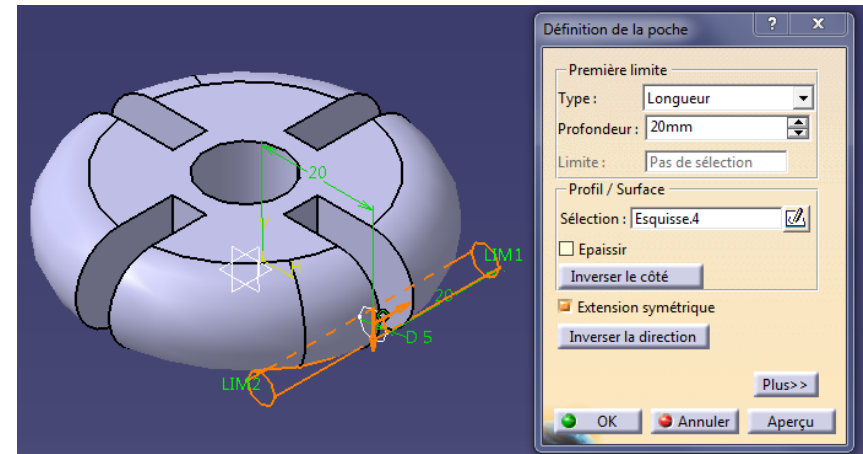 Définition de la poche
?
X
Première limite
Type : Longueur
Profondeur : 20mm
Limite : Pas de sélection
Profil / Surface
Sélection : Esquisse.4
Epaissir
Inverser le côté
Extension symétrique
Inverser la direction
Plus>>
OK Annuler Aperçu
20
LIM1
20
D 5
LIM2